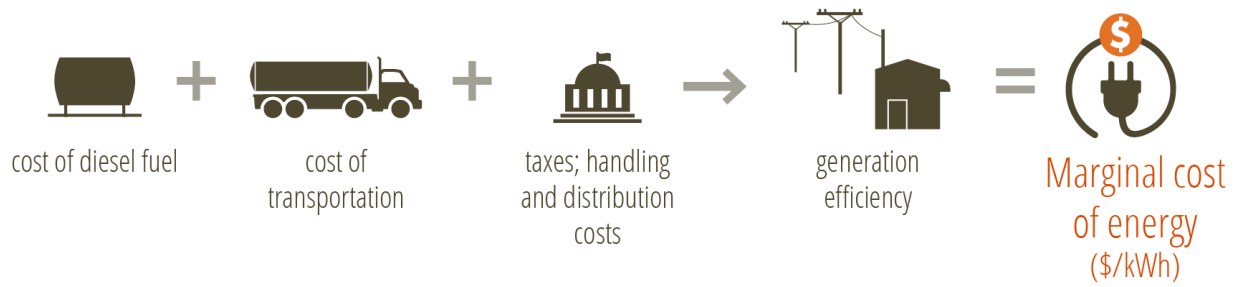 $
cost of diesel fuel
cost of
transportation
taxes; handling
and distribution
costs
generation
efficiency
Marginal cost
of energy
($/kWh)